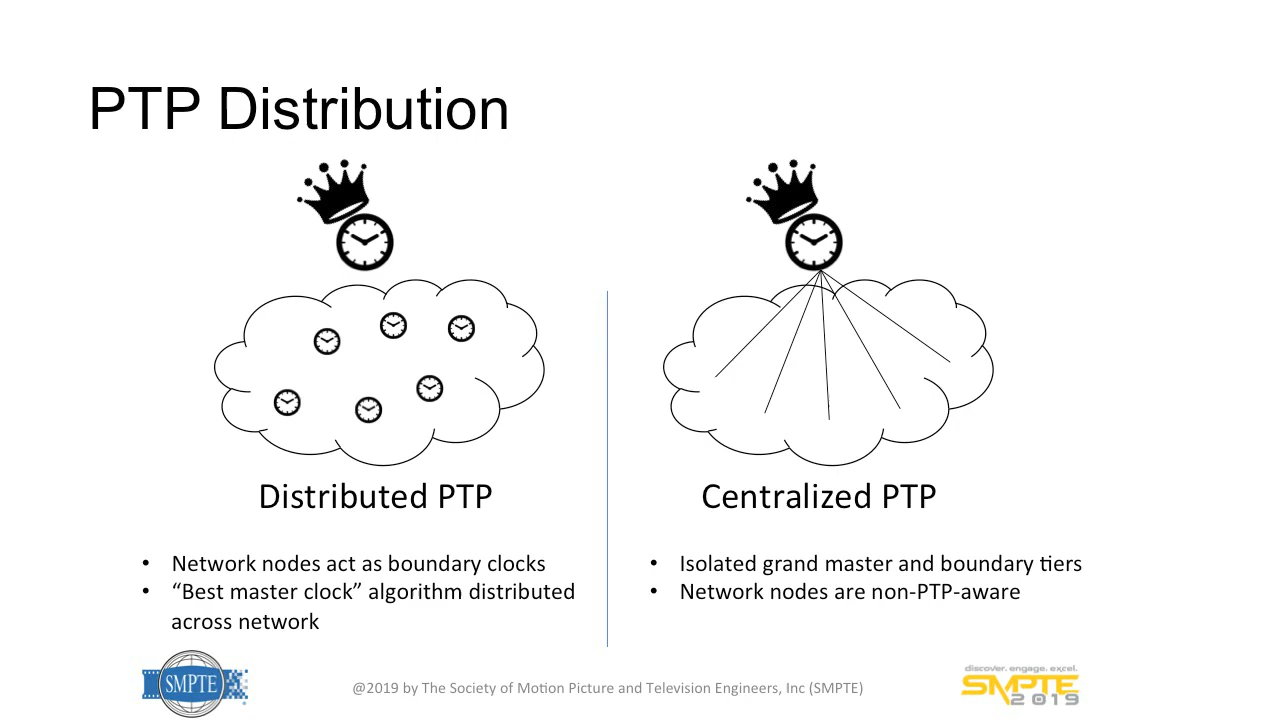 PTP Distribution
Distributed PTP
• Network nodes act as boundary clocks
• “Best master clock” algorithm distributed
across network
Centralized PTP
• Isolated grand master and boundary tiers
• Network nodes are non-PTP-aware
SMPTE
@2019 by The Society of Motion Picture and Television Engineers, Inc (SMPTE)
discover. engage. excel.
SMPTE
2019